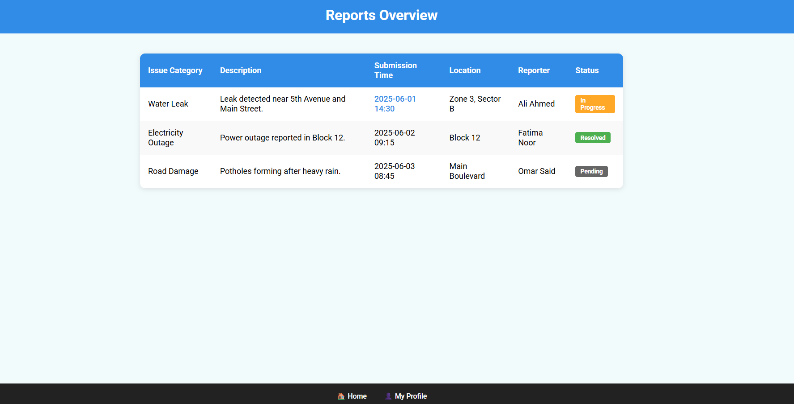 Reports Overview
Issue Category Description Submission Time Location Reporter Status
Water Leak Leak detected near 5th Avenue and Main Street. 2025-06-01 14:30 Zone 3, Sector B Ali Ahmed In Progress
Electricity Outage Power outage reported in Block 12. 2025-06-02 09:15 Block 12 Fatima Noor Resolved
Road Damage Potholes forming after heavy rain. 2025-06-03 08:45 Main Boulevard Omar Said Pending
Home My Profile